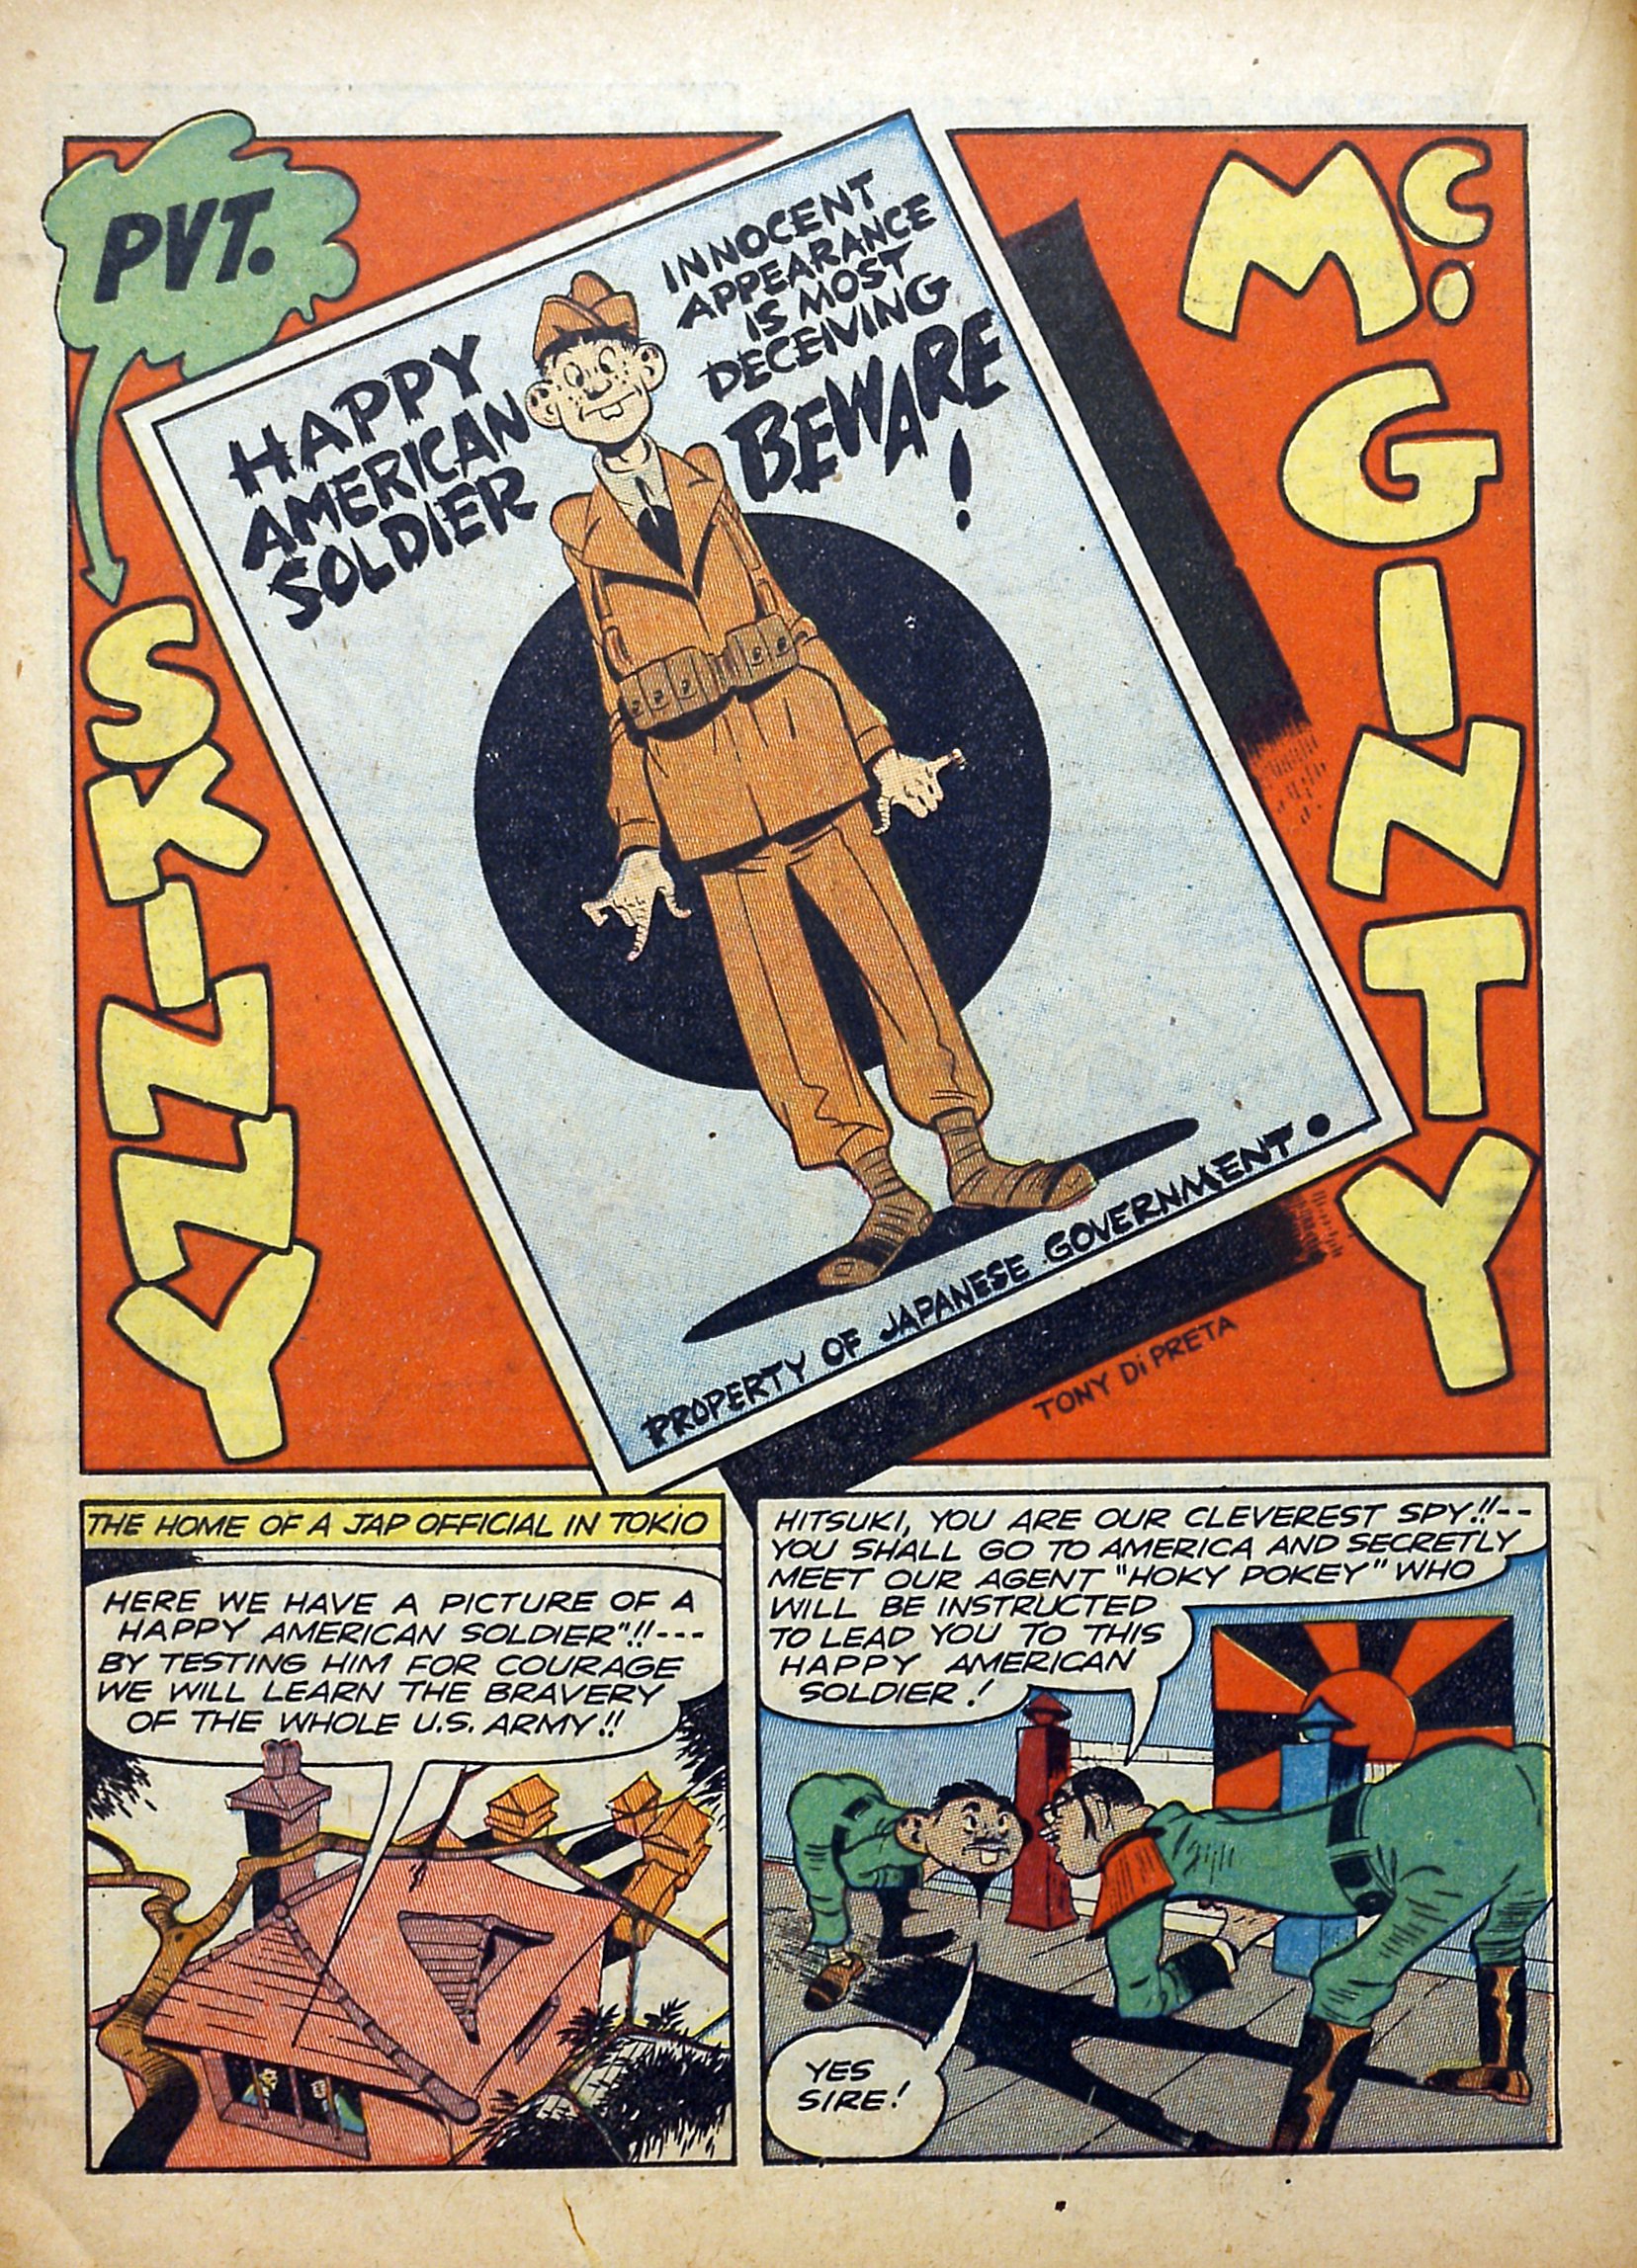 PVT.
SKINNY
McGINTY
HAPPY
AMERICAN
SOLDIER
INNOCENT
APPEARANCE
IS MOST
DECEIVING
BEWARE
!
PROPERTY OF JAPANESE GOVERNMENT.
TONY Di PRETA
THE HOME OF A JAP OFFICIAL IN TOKiO
HERE WE HAVE A PICTURE OF A
HAPPY AMERICAN SOLDIER"!!---
BY TESTING HIM FOR COURAGE
WE WILL LEARN THE BRAVERY
OF THE WHOLE U.S. ARMY!!
HITSUKI, YOU ARE OUR CLEVEREST SPY!!--
YOU SHALL GO TO AMERICA AND SECRETLY
MEET OUR AGENT "HOKY POKEY" WHO
WILL BE INSTRUCTED
TO LEAD YOU TO THIS
HAPPY AMERICAN
SOLDIER!
YES
SIRE!